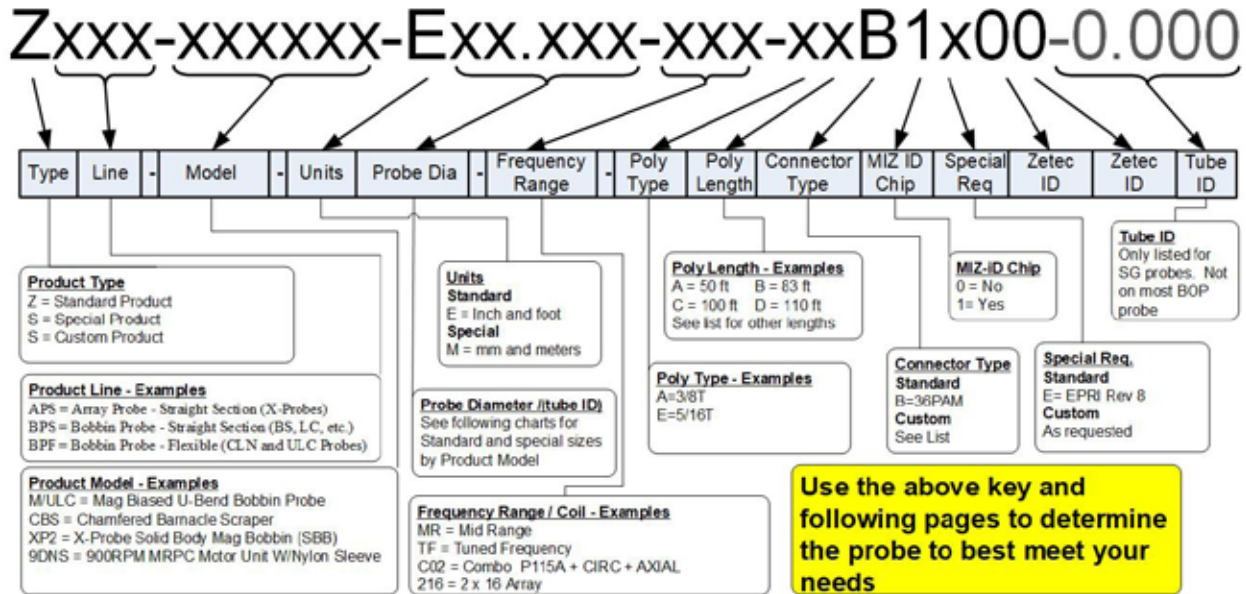 Zxxx-xxxxxx-Exx.xxx-xxx-xxB1x00-0.000
Type Line - Model - Units Probe Dia - Frequency Range - Poly Type Poly Length Connector Type MIZ ID Chip Special Req Zetec ID Zetec ID Tube ID
Product Type
Z = Standard Product
S = Special Product
S = Custom Product
Product Line - Examples
APS = Array Probe - Straight Section (X-Probes)
BPS = Bobbin Probe - Straight Section (BS, LC, etc.)
BPF = Bobbin Probe - Flexible (CLN and ULC Probes)
Product Model - Examples
M/ULC = Mag Biased U-Bend Bobbin Probe
CBS = Chamfered Barnacle Scraper
XP2 = X-Probe Solid Body Mag Bobbin (SBB)
9DNS = 900RPM MRPC Motor Unit W/Nylon Sleeve
Units
Standard
E = Inch and foot
Special
M = mm and meters
Probe Diameter /(tube ID)
See following charts for
Standard and special sizes
by Product Model
Frequency Range / Coil - Examples
MR = Mid Range
TF = Tuned Frequency
C02 = Combo P115A + CIRC + AXIAL
216 = 2 x 16 Array
Poly Length - Examples
A = 50 ft B = 83 ft
C = 100 ft D = 110 ft
See list for other lengths
Poly Type - Examples
A=3/8T
E=5/16T
Connector Type
Standard
B=36PAM
Custom
See List
MIZ-iD Chip
0 = No
1= Yes
Special Req.
Standard
E= EPRI Rev 8
Custom
As requested
Tube ID
Only listed for
SG probes. Not
on most BOP
probe
Use the above key and
following pages to determine
the probe to best meet your
needs